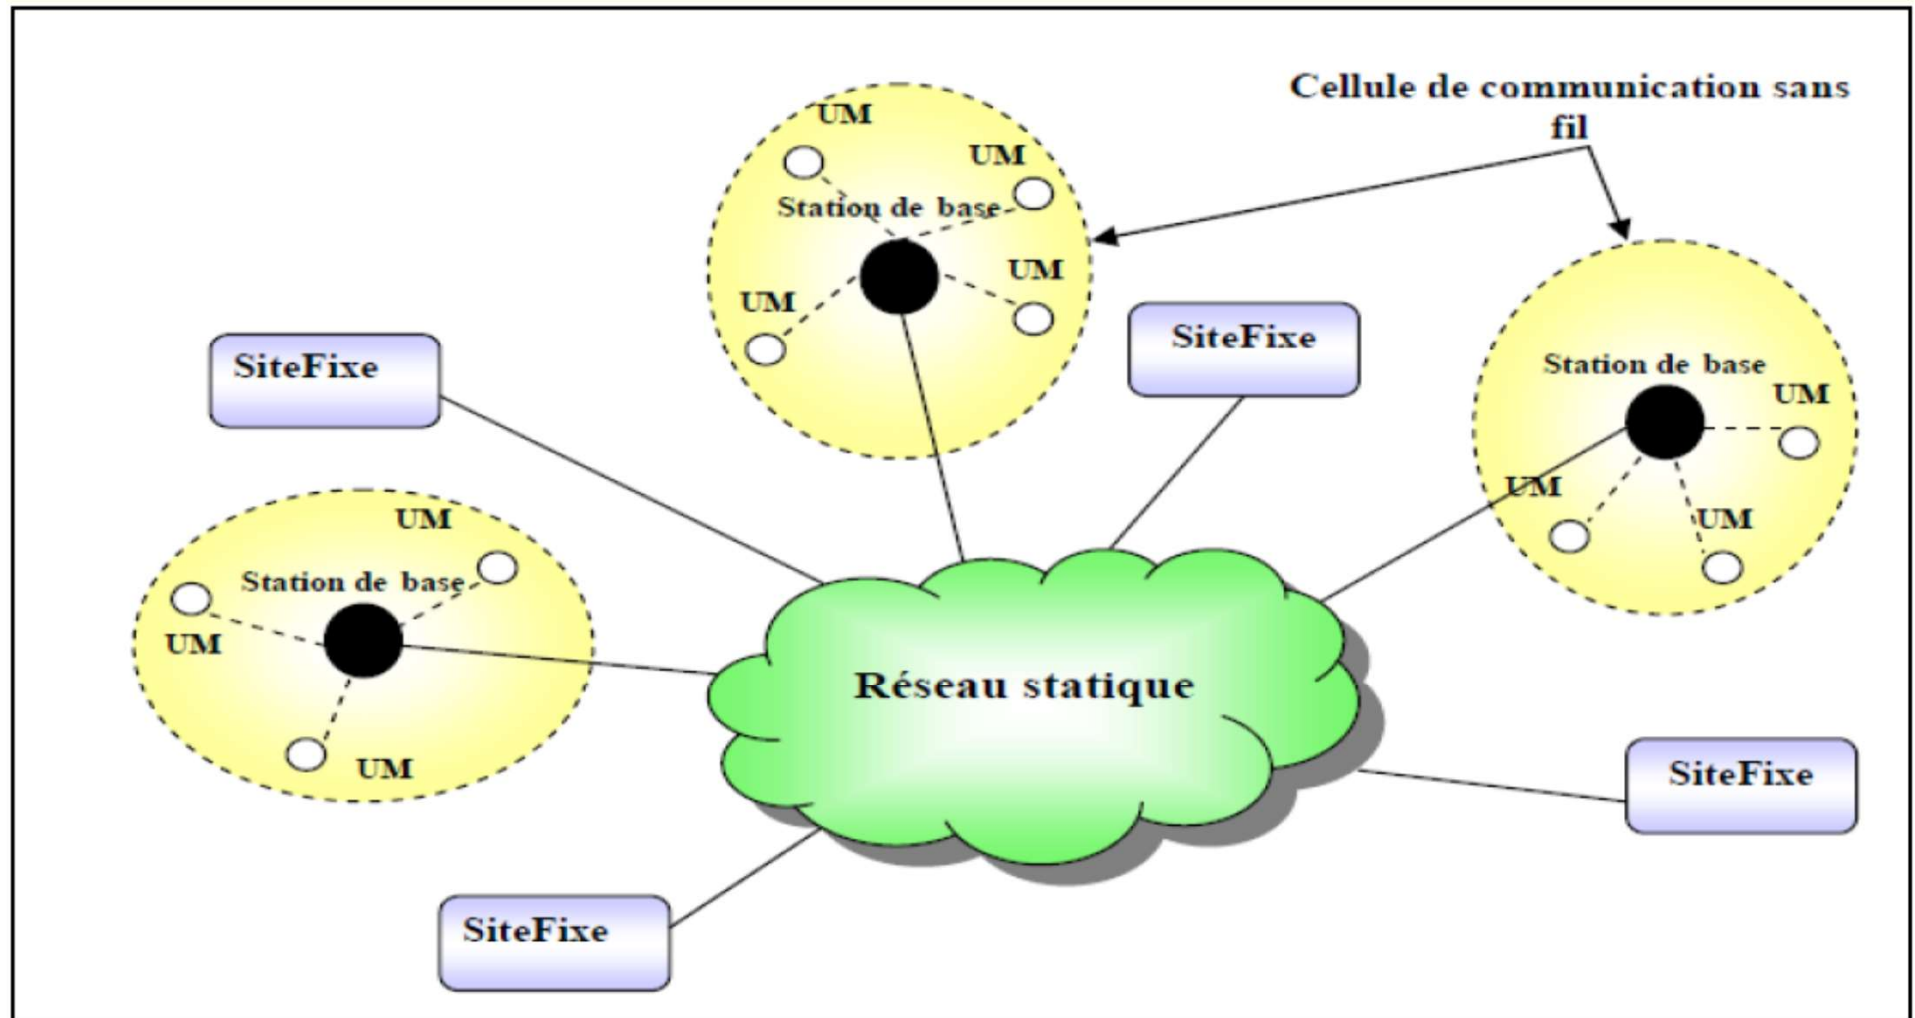 Cellule de communication sans
fil
UM
UM
Station de base
UM
UM
SiteFixe
SiteFixe
Station de base
UM
UM
UM
UM
Station de base
UM
UM
Réseau statique
SiteFixe
SiteFixe